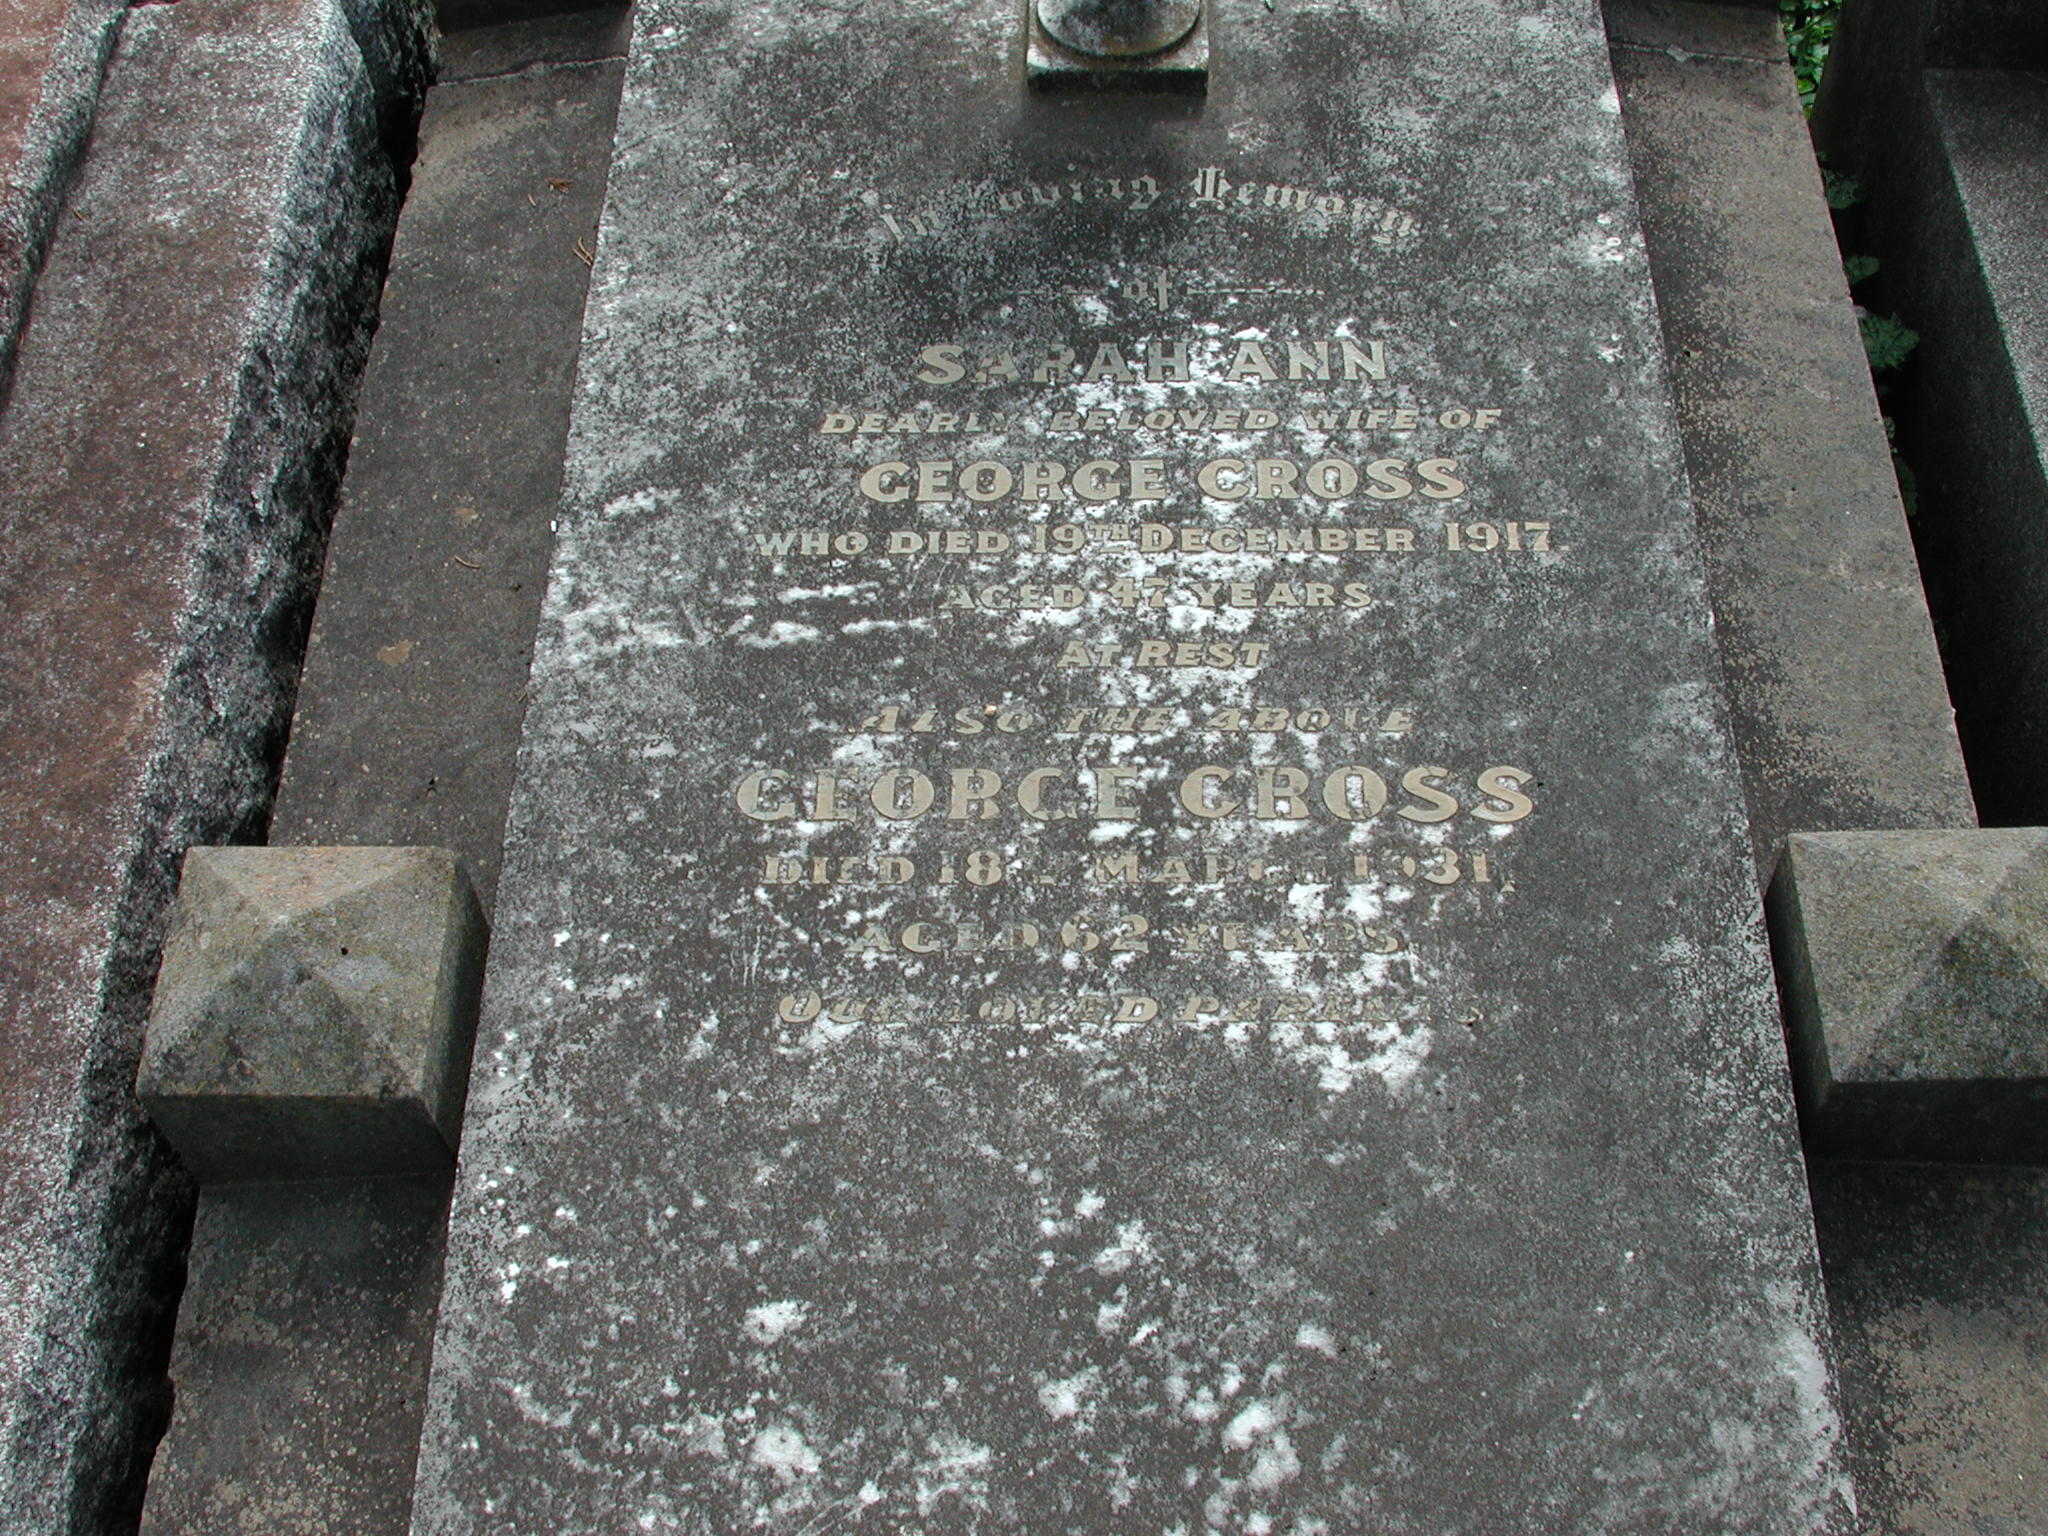 In Loving Memory
of
SARAH ANN
DEARLY BELOVED WIFE OF
GEORGE CROSS
WHO DIED 19TH DECEMBER 1917
AGED 47 YEARS
AT REST
ALSO THE ABOVE
GEORGE CROSS
DIED 18TH MARCH 1931,
AGED 62 YEARS.
OUR LOVED PARENTS